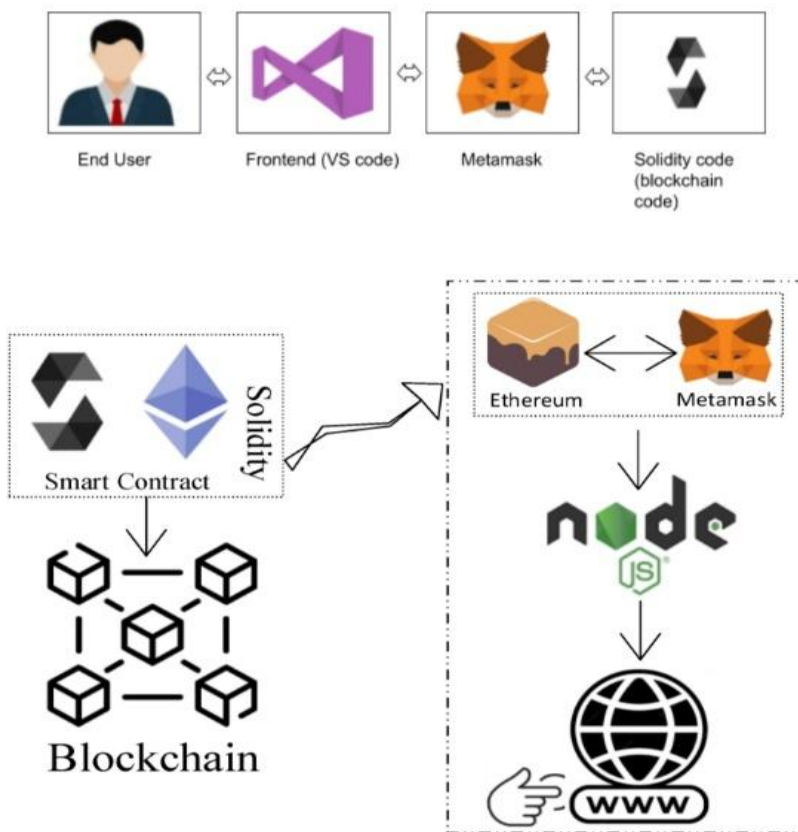 End User
Frontend (VS code)
Metamask
Solidity code
(blockchain
code)
Solidity
Smart Contract
Ethereum
Metamask
node
JS
®
Blockchain
www